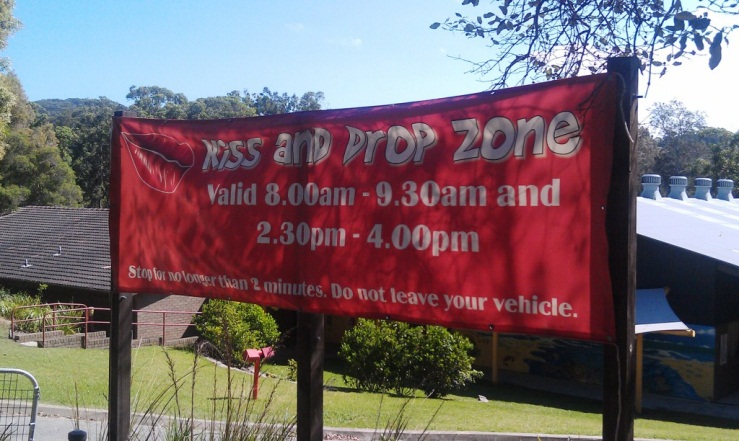 Kiss and Drop Zone
Valid 8.00am - 9.30am and
2.30pm - 4.00pm
Stop for no longer than 2 minutes. Do not leave your vehicle.